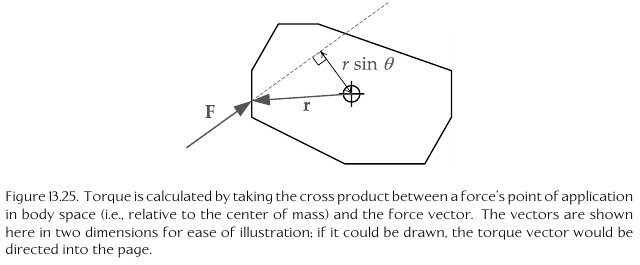 r sin θ
F
r
Figure 13.25. Torque is calculated by taking the cross product between a force's point of application
in body space (i.e., relative to the center of mass) and the force vector. The vectors are shown
here in two dimensions for ease of illustration; if it could be drawn, the torque vector would be
directed into the page.